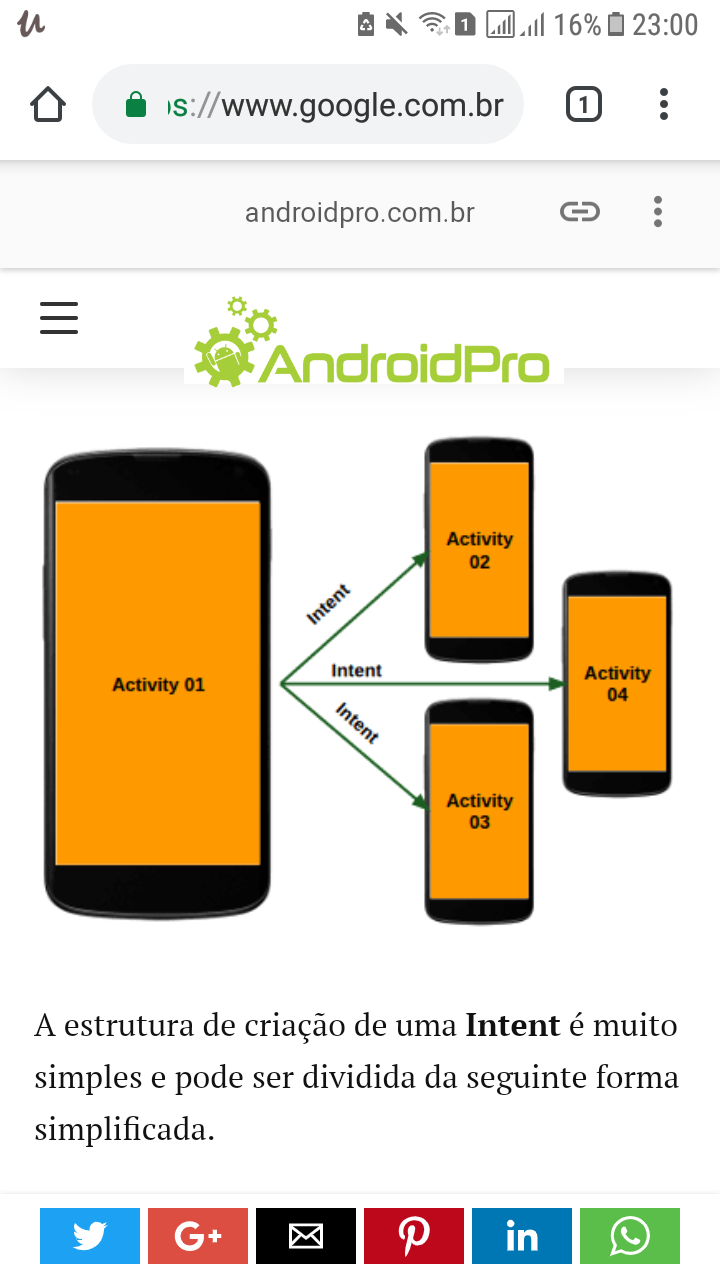 1 16% 23:00
ps://www.google.com.br 1
androidpro.com.br
AndroidPro
Activity 01
Intent
Intent
Intent
Activity
02
Activity
04
Activity
03
A estrutura de criação de uma Intent é muito
simples e pode ser dividida da seguinte forma
simplificada.
G+ in